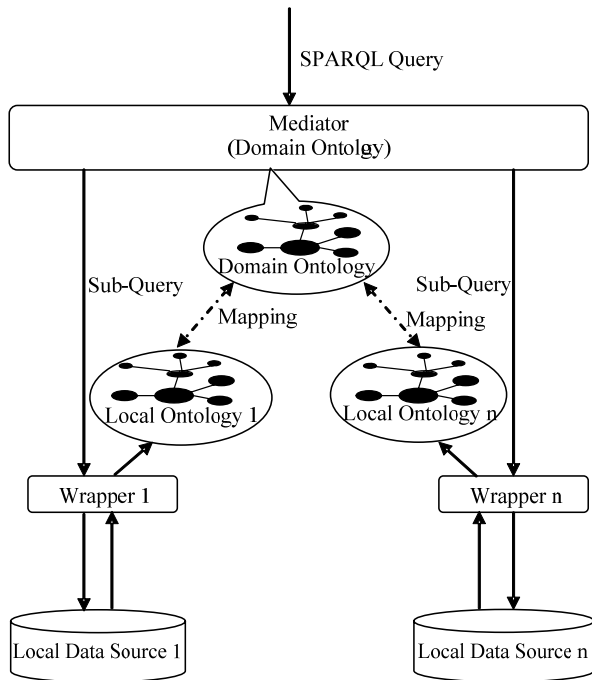 SPARQL Query
Mediator
(Domain Ontology)
Domain Ontology
Sub-Query
Sub-Query
Mapping
Mapping
Local Ontology 1
Local Ontology n
Wrapper 1
Wrapper n
Local Data Source 1
Local Data Source n